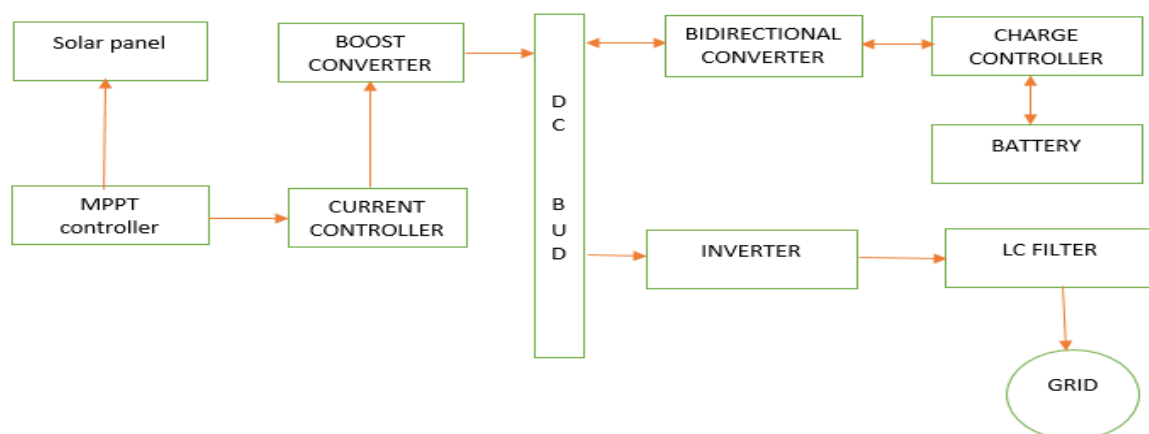 Solar panel
BOOST
CONVERTER
BIDIRECTIONAL
CONVERTER
CHARGE
CONTROLLER
D
C
B
U
D
BATTERY
MPPT
controller
CURRENT
CONTROLLER
INVERTER
LC FILTER
GRID